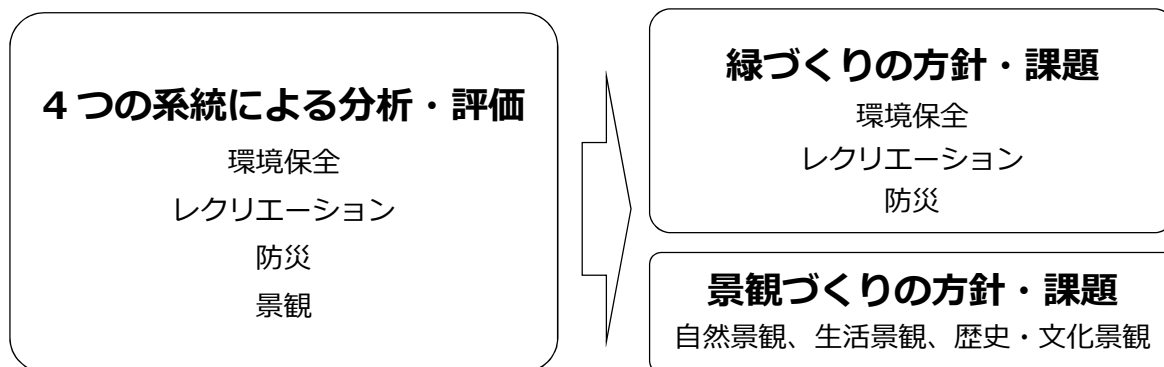 4つの系統による分析・評価
環境保全
レクリエーション
防災
景観
緑づくりの方針・課題
環境保全
レクリエーション
防災
景観づくりの方針・課題
自然景観、生活景観、歴史・文化景観